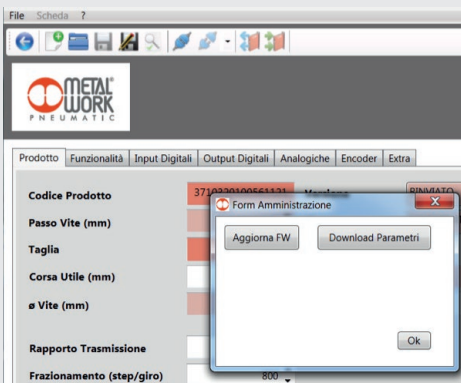 File Scheda ?
METAL
WORK
PNEUMATIC
Prodotto Funzionalità Input Digitali Output Digitali Analogiche Encoder Extra
Codice Prodotto
Form Amministrazione
Passo Vite (mm)
Aggiorna FW Download Parametri
Taglia
Corsa Utile (mm)
ø Vite (mm)
Ok
Rapporto Trasmissione
Frazionamento (step/giro) 800